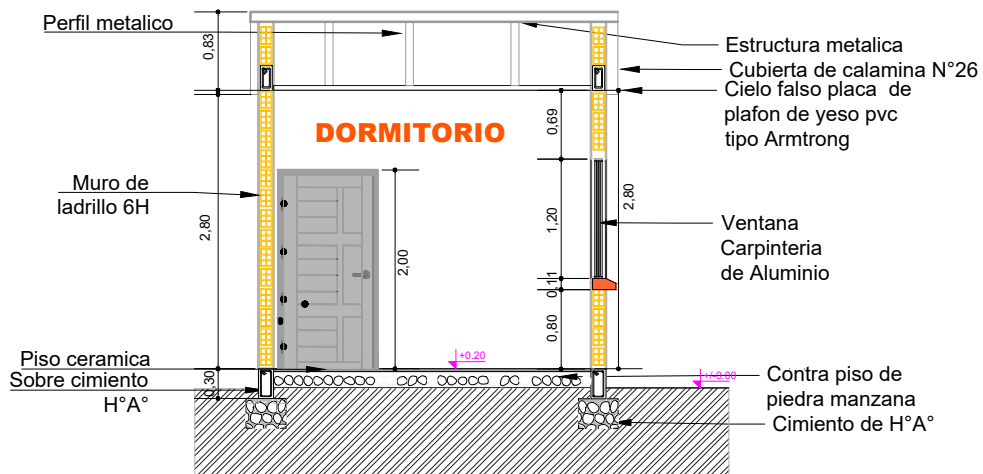 Perfil metalico
0,83
Estructura metalica
Cubierta de calamina N°26
Cielo falso placa de
plafon de yeso pvc
tipo Armtrong
DORMITORIO
0,69
Muro de
ladrillo 6H
2,80
2,00
1,20
2,80
Ventana
Carpinteria
de Aluminio
0,11
0,80
Piso ceramica
+0.20
Sobre cimiento
H°A°
0,30
+/-0.00
Contra piso de
piedra manzana
Cimiento de H°A°